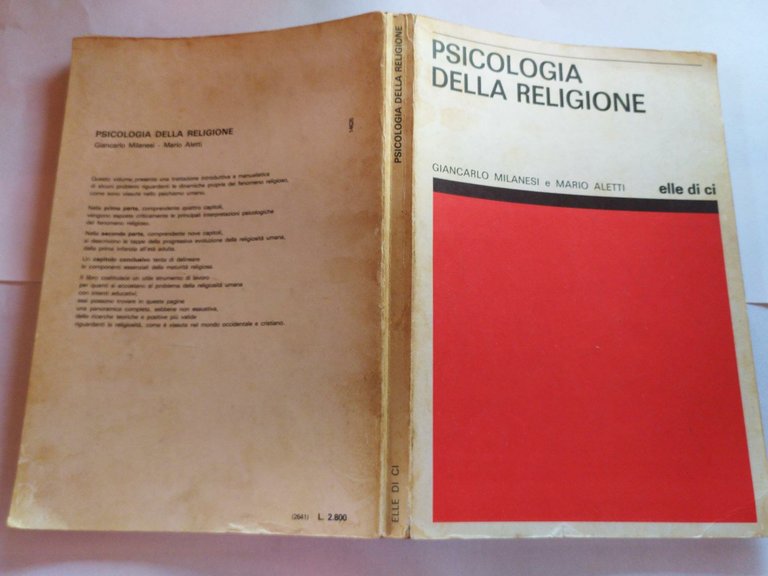 PSICOLOGIA DELLA RELIGIONE
Giancarlo Milanesi - Mario Aletti
Questo volume presenta una trattazione introduttiva e manualistica
di alcuni problemi riguardanti le dinamiche proprie del fenomeno religioso,
come sono vissute nello psichismo umano.
Nella prima parte, comprendente quattro capitoli,
vengono esposte criticamente le principali interpretazioni psicologiche
del fenomeno religioso.
Nella seconda parte, comprendente nove capitoli,
si descrivono le tappe della progressiva evoluzione della religiosità umana,
dalla prima infanzia all'età adulta.
Un capitolo conclusivo tenta di delineare
le componenti essenziali della maturità religiosa
Il libro costituisce un utile strumento di lavoro ...
per quanti si accostano al problema della religiosità umana
con intenti educativi;
essi possono trovare in queste pagine
una panoramica completa, sebbene non esaustiva,
delle ricerche teoriche e positive più valide
riguardanti la religiosità, come è vissuta nel mondo occidentale e cristiano.
(2641) L. 2.800
PSICOLOGIA DELLA RELIGIONE
ELLE DI CI
PSICOLOGIA
DELLA RELIGIONE
GIANCARLO MILANESI e MARIO ALETTI
elle di ci